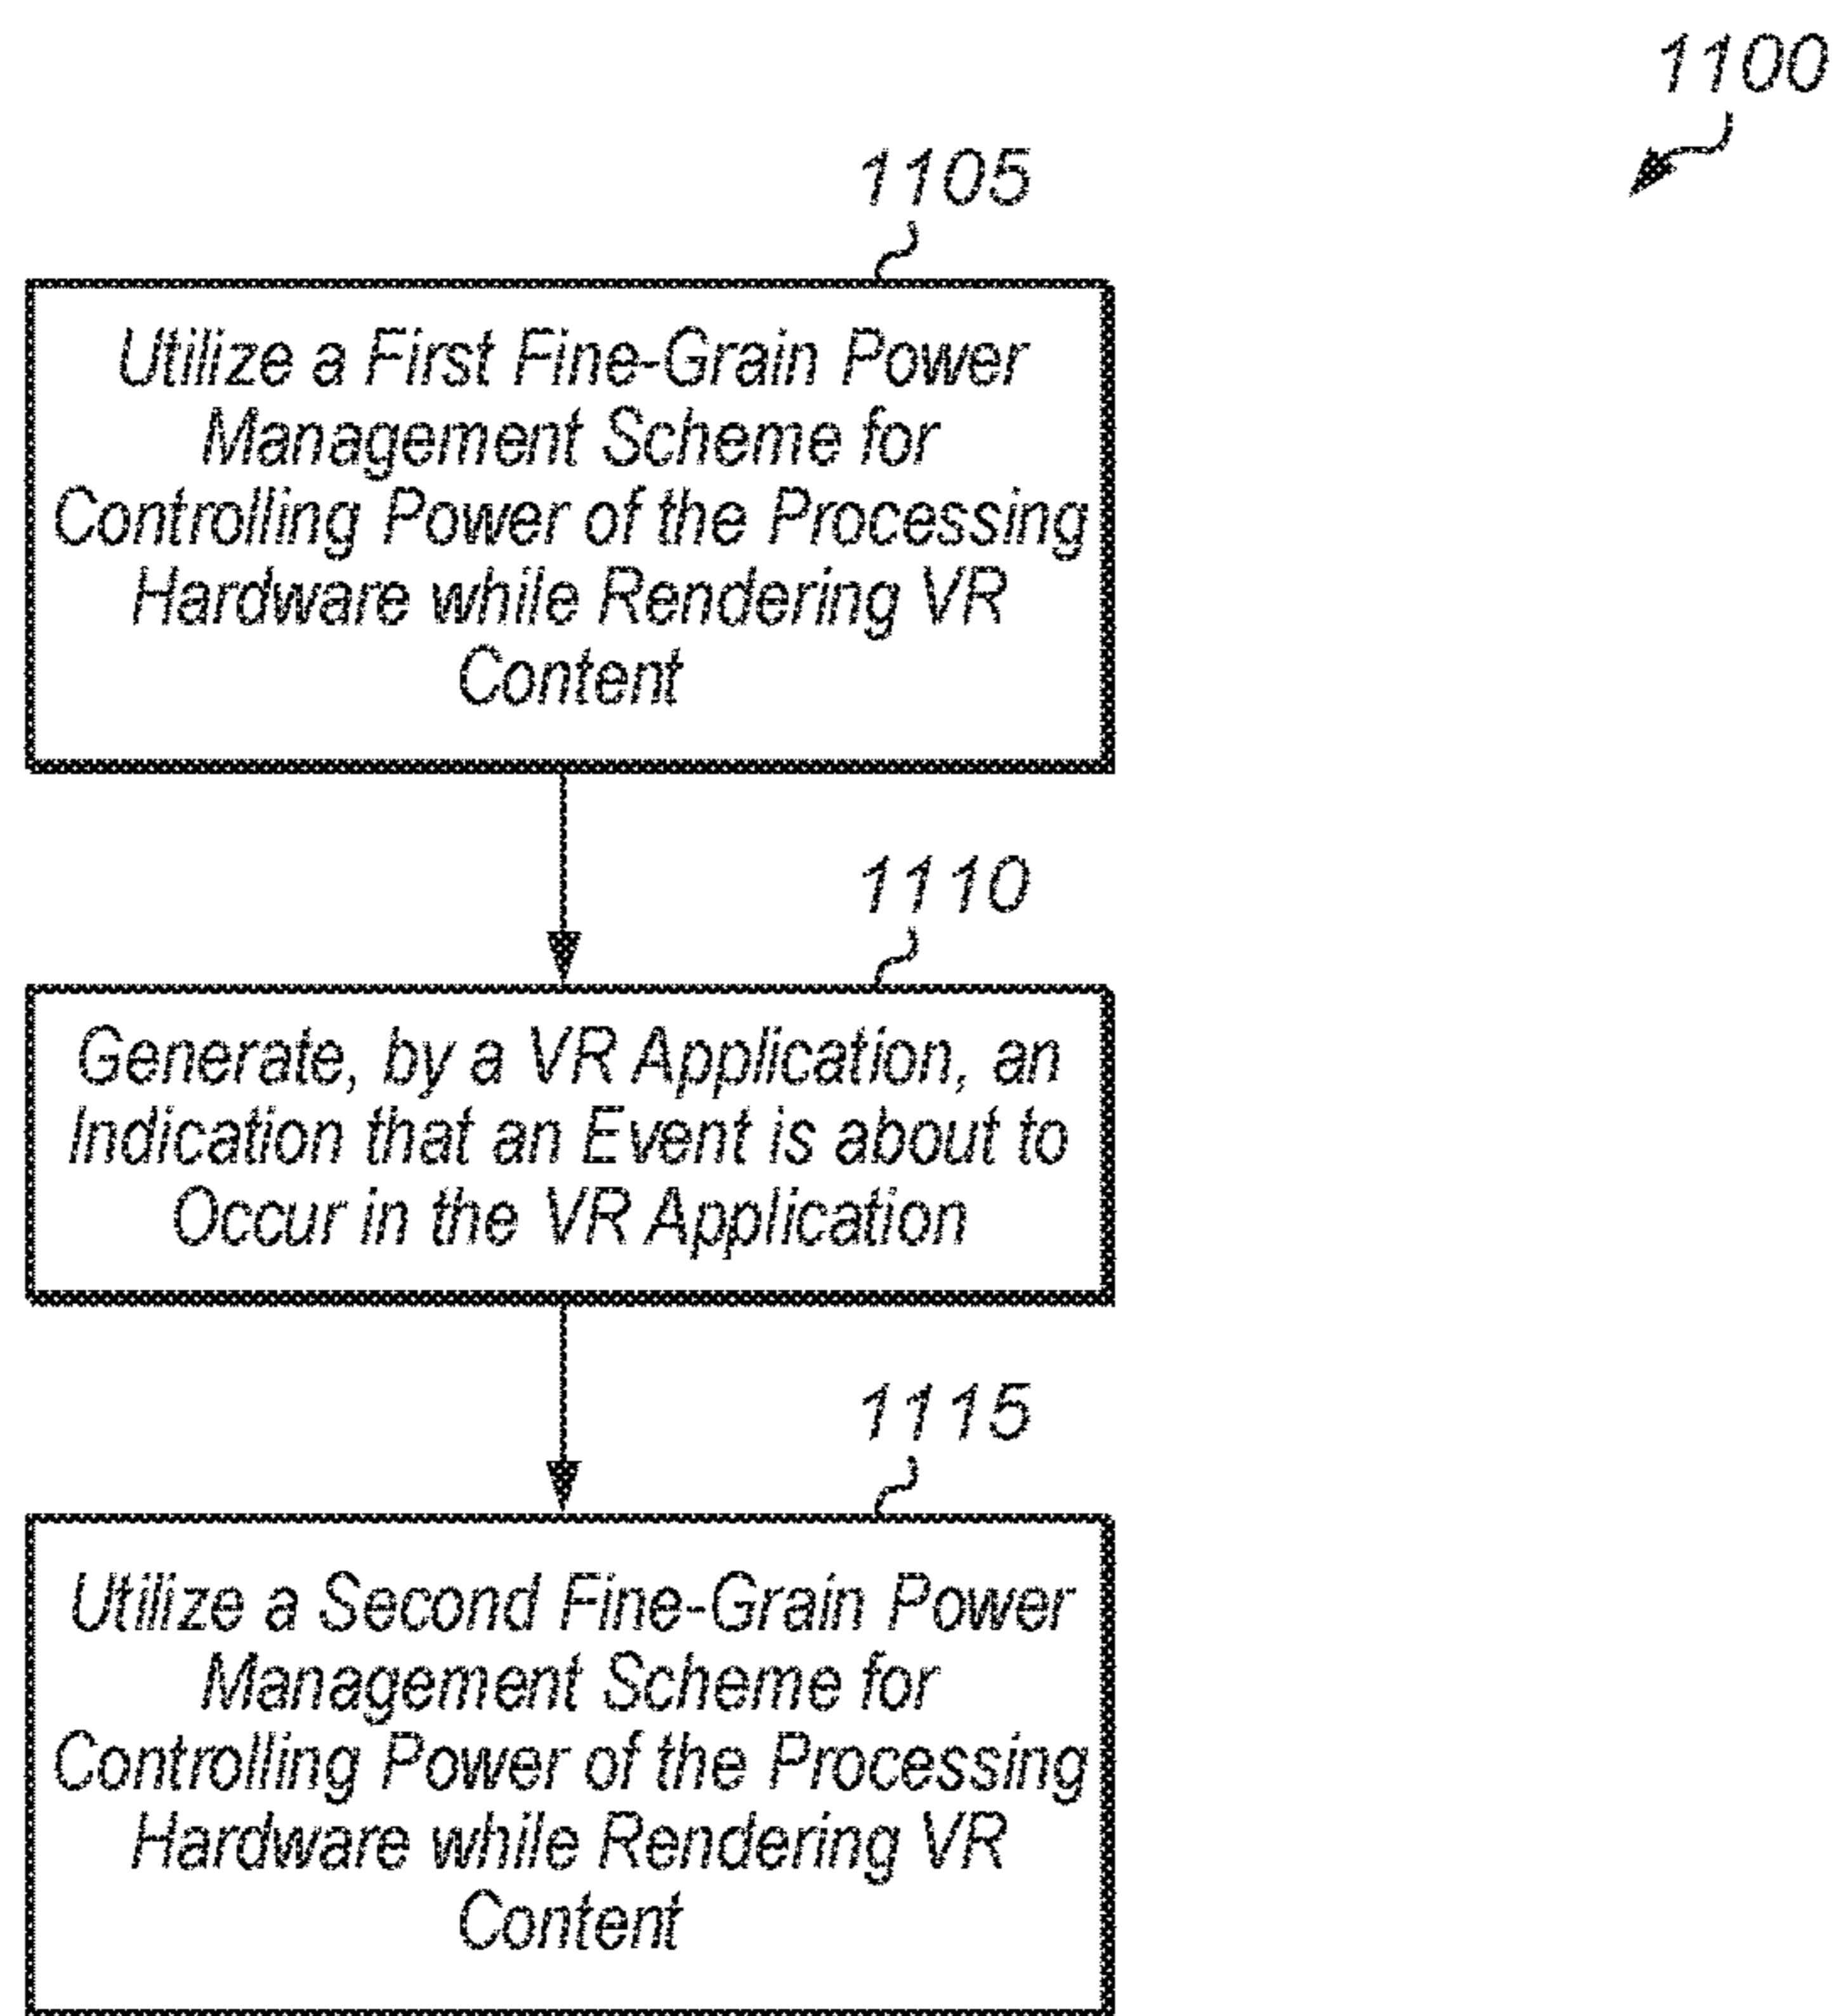 1100
1105
Utilize a First Fine-Grain Power
Management Scheme for
Controlling Power of the Processing
Hardware while Rendering VR
Content
1110
Generate, by a VR Application, an
Indication that an Event is about to
Occur in the VR Application
1115
Utilize a Second Fine-Grain Power
Management Scheme for
Controlling Power of the Processing
Hardware while Rendering VR
Content